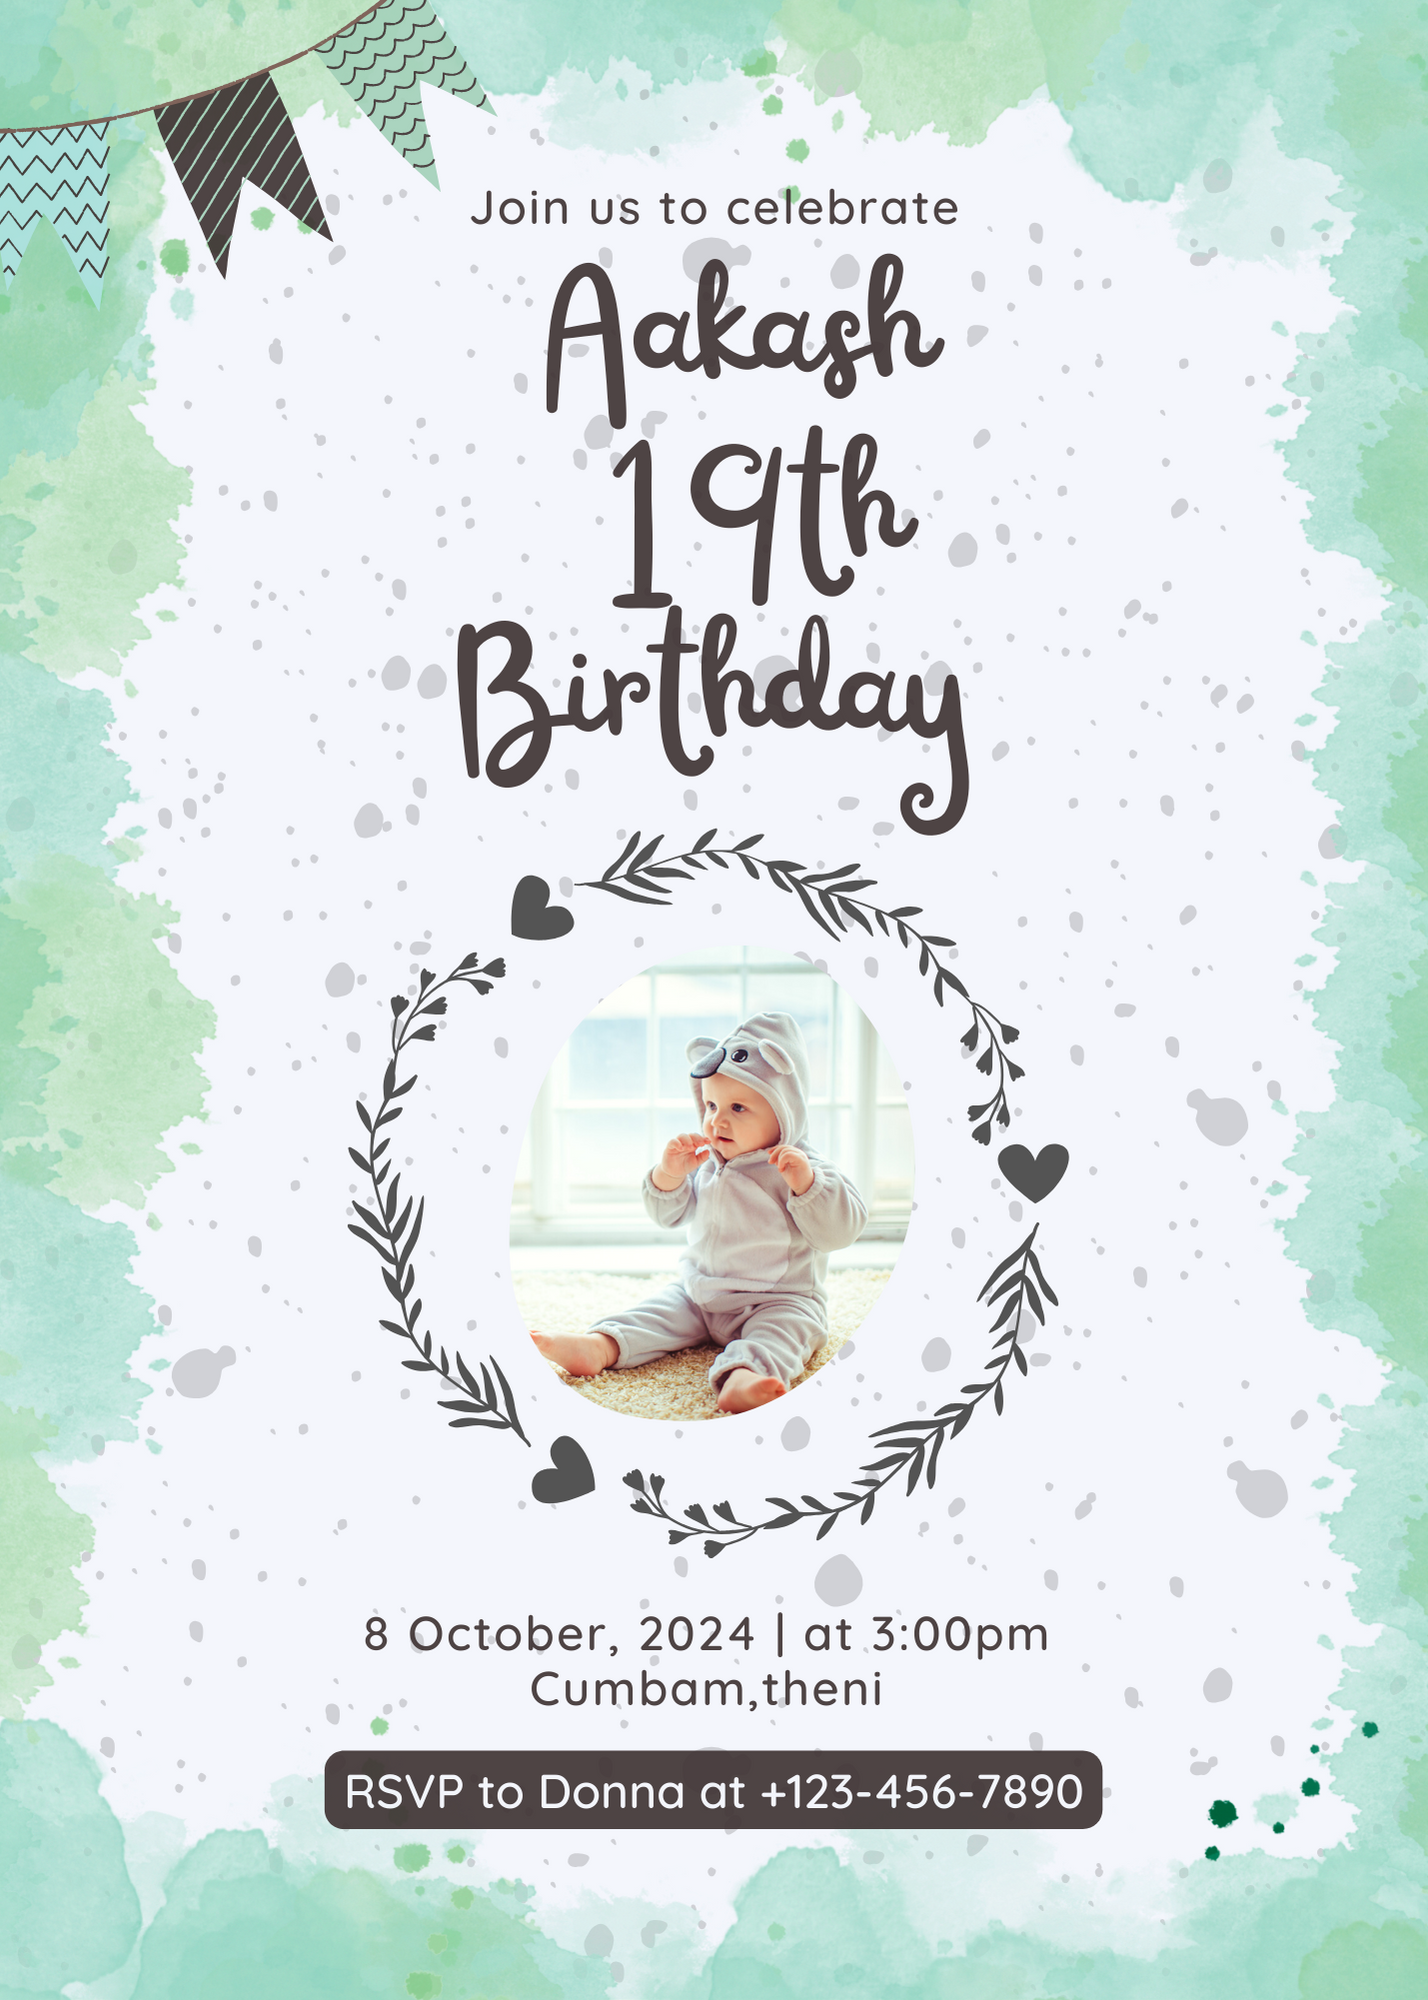 Join us to celebrate
Aakash
19th
Birthday
8 October, 2024 | at 3:00pm
Cumbam,theni
RSVP to Donna at +123-456-7890